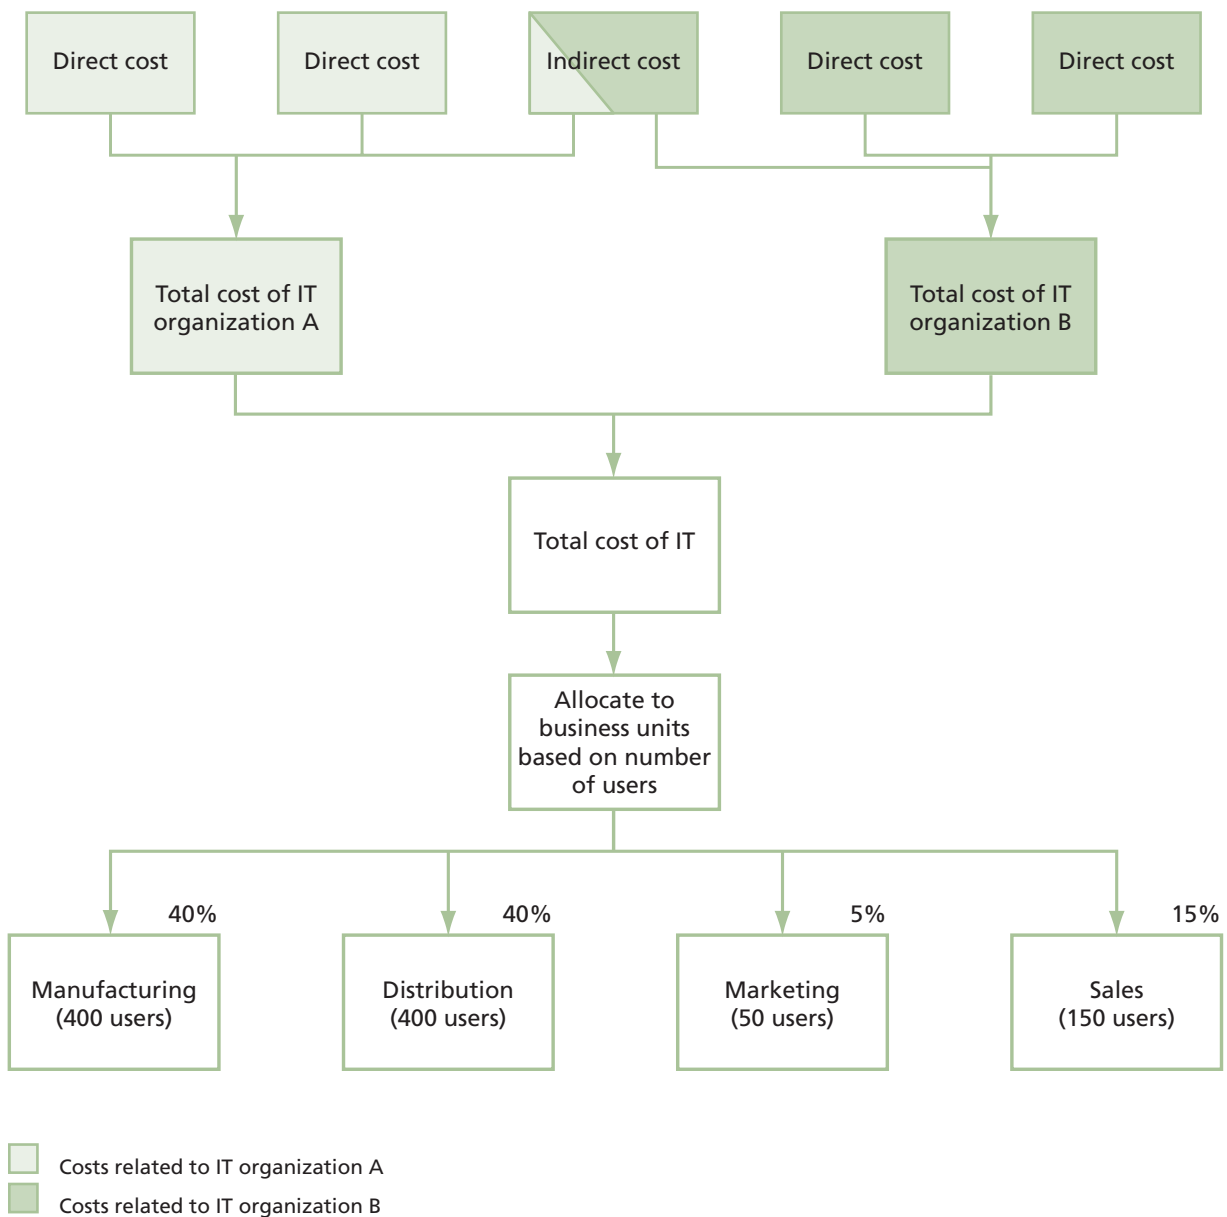 Direct cost
Direct cost
Indirect cost
Direct cost
Direct cost
Total cost of IT
organization A
Total cost of IT
organization B
Total cost of IT
Allocate to
business units
based on number
of users
40%
40%
5%
15%
Manufacturing
(400 users)
Distribution
(400 users)
Marketing
(50 users)
Sales
(150 users)
Costs related to IT organization A
Costs related to IT organization B